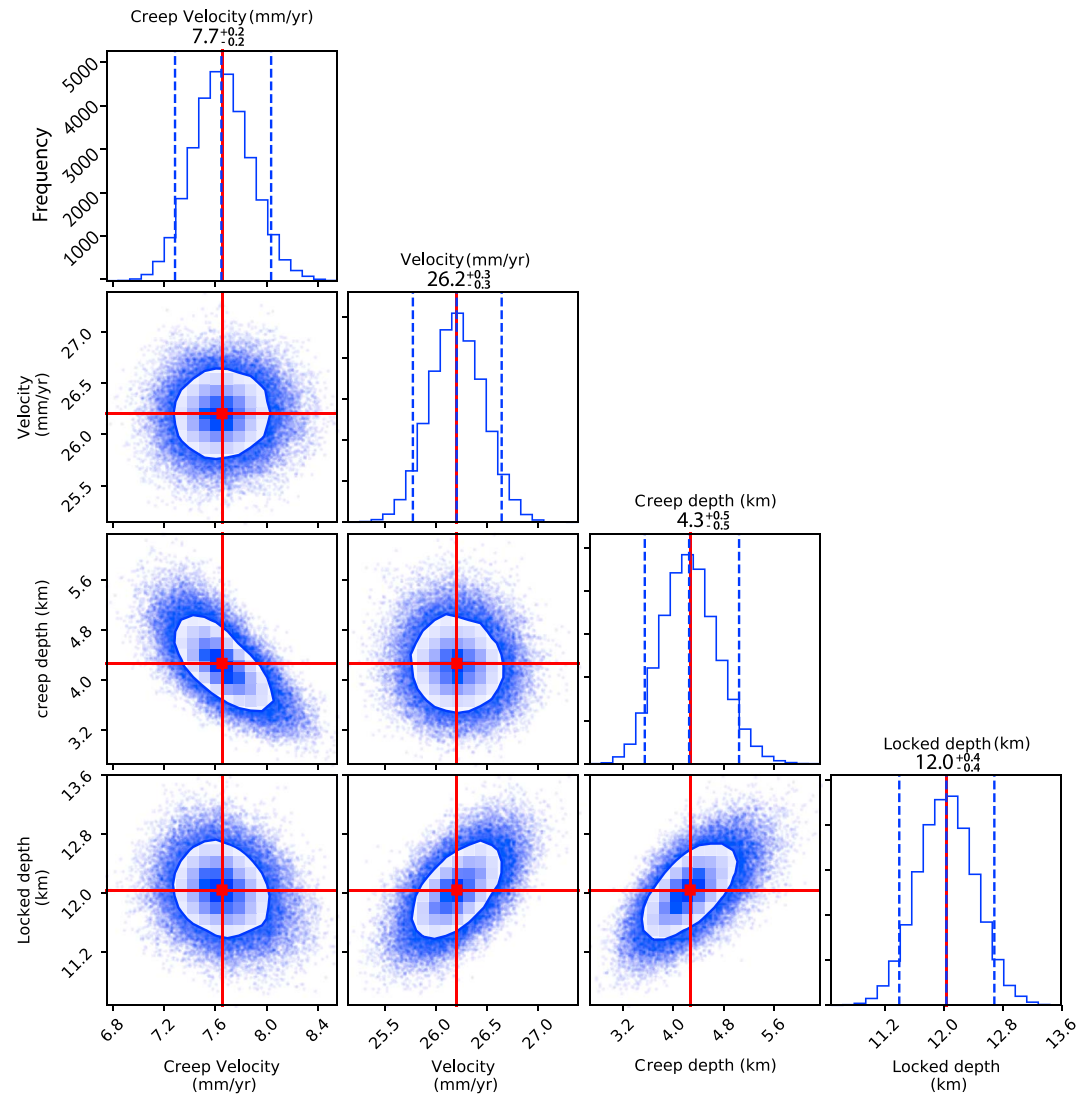 Creep Velocity (mm/yr)
7.7+0.2-0.2
5000
4000
3000
2000
1000
Frequency
Velocity(mm/yr)
26.2+0.3-0.3
27.0
26.5
26.0
25.5
Velocity
(mm/yr)
Creep depth (km)
4.3+0.5-0.5
5.6
4.8
4.0
3.2
creep depth (km)
Locked depth(km)
12.0+0.4-0.4
13.6
12.8
12.0
11.2
Locked depth
(km)
6.8 7.2 7.6 8.0 8.4
25.5 26.0 26.5 27.0
3.2 4.0 4.8 5.6
11.2 12.0 12.8 13.6
Creep Velocity
(mm/yr)
Velocity
(mm/yr)
Creep depth (km)
Locked depth
(km)